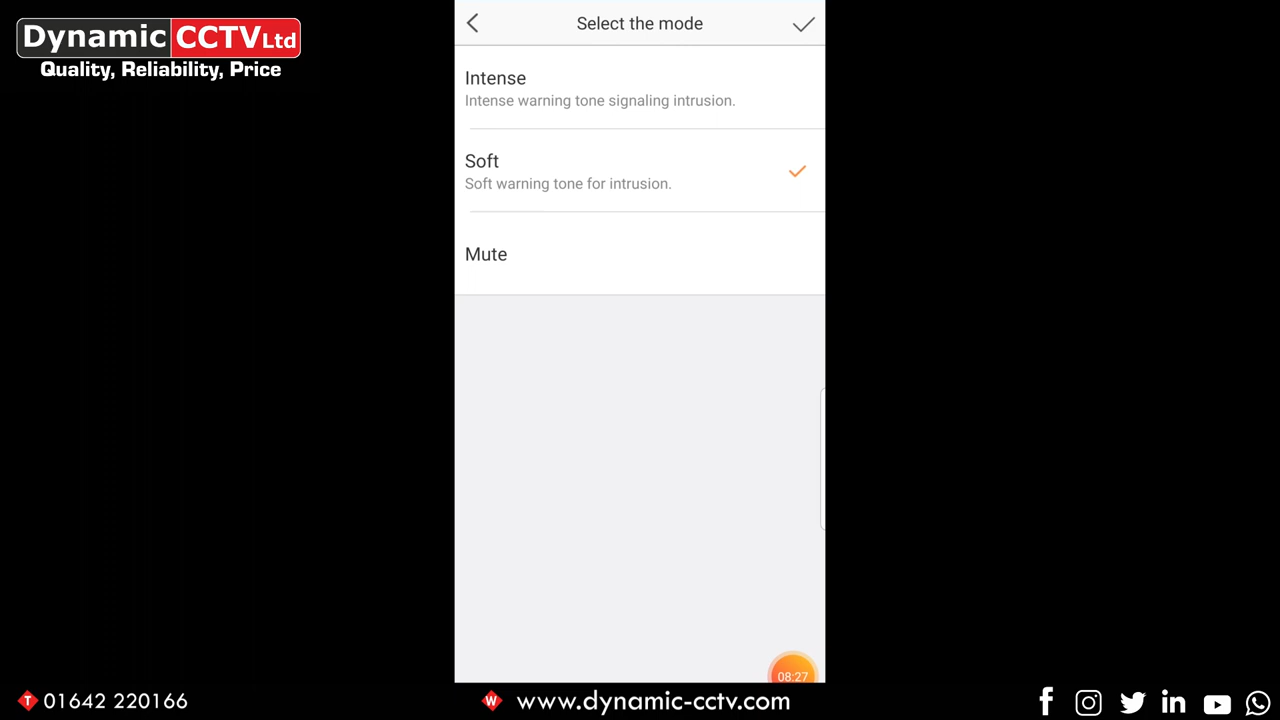 Dynamic CCTV Ltd
Quality, Reliability, Price
Select the mode
Intense
Intense warning tone signaling intrusion.
Soft
Soft warning tone for intrusion.
Mute
08:27
T 01642 220166
W www.dynamic-cctv.com